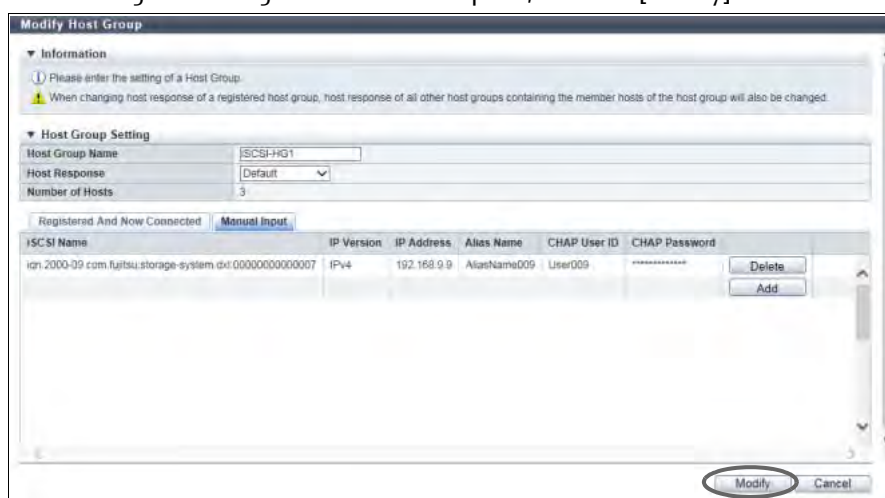 Modify Host Group
▼ Information
Please enter the setting of a Host Group.
When changing host response of a registered host group, host response of all other host groups containing the member hosts of the host group will also be changed.
▼ Host Group Setting
Host Group Name iSCSI-HG1
Host Response Default
Number of Hosts 3
Registered And Now Connected Manual Input
iSCSI Name IP Version IP Address Alias Name CHAP User ID CHAP Password
iqn.2000-09.com.fujitsu:storage-system.dxl:00000000000007 IPv4 192.168.9.9 AliasName009 User009 ************* Delete
Add
Modify Cancel